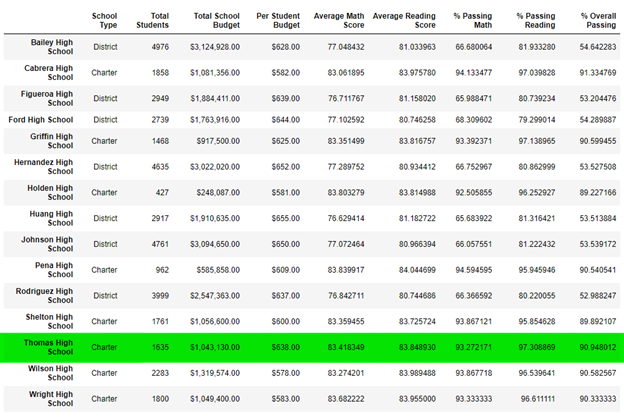 School Type Total Students Total School Budget Per Student Budget Average Math Score Average Reading Score % Passing Math % Passing Reading % Overall Passing
Bailey High School District 4976 $3,124,928.00 $628.00 77.048432 81.033963 66.680064 81.933280 54.642283
Cabrera High School Charter 1858 $1,081,356.00 $582.00 83.061895 83.975780 94.133477 97.039828 91.334769
Figueroa High School District 2949 $1,884,411.00 $639.00 76.711767 81.158020 65.988471 80.739234 53.204476
Ford High School District 2739 $1,763,916.00 $644.00 77.102592 80.746258 68.309602 79.299014 54.289887
Griffin High School Charter 1468 $917,500.00 $625.00 83.351499 83.816757 93.392371 97.138965 90.599455
Hernandez High School District 4635 $3,022,020.00 $652.00 77.289752 80.934412 66.752967 80.862999 53.527508
Holden High School Charter 427 $248,087.00 $581.00 83.803279 83.814988 92.505855 96.252927 89.227166
Huang High School District 2917 $1,910,635.00 $655.00 76.629414 81.182722 65.683922 81.316421 53.513884
Johnson High School District 4761 $3,094,650.00 $650.00 77.072464 80.966394 66.057551 81.222432 53.539172
Pena High School Charter 962 $585,858.00 $609.00 83.839917 84.044699 94.594595 95.945946 90.540541
Rodriguez High School District 3999 $2,547,363.00 $637.00 76.842711 80.744686 66.366592 80.220055 52.988247
Shelton High School Charter 1761 $1,056,600.00 $600.00 83.359455 83.725724 93.867121 95.854628 89.892107
Thomas High School Charter 1635 $1,043,130.00 $638.00 83.418349 83.848930 93.272171 97.308869 90.948012
Wilson High School Charter 2283 $1,319,574.00 $578.00 83.274201 83.989488 93.867718 96.539641 90.582567
Wright High School Charter 1800 $1,049,400.00 $583.00 83.682222 83.955000 93.333333 96.611111 90.333333